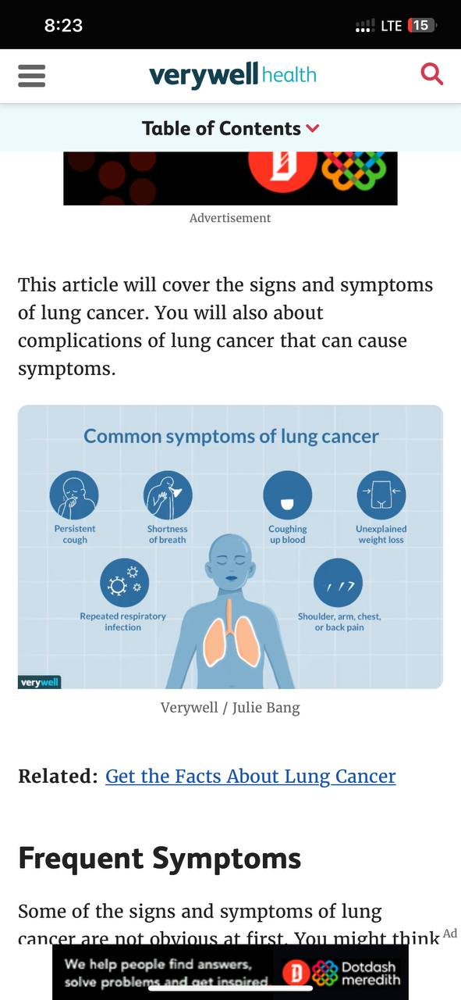 8:23
LTE 15
verywell health
Table of Contents
Advertisement
This article will cover the signs and symptoms
of lung cancer. You will also about
complications of lung cancer that can cause
symptoms.
Common symptoms of lung cancer
Persistent
cough
Shortness
of breath
Coughing
up blood
Unexplained
weight loss
Repeated respiratory
infection
Shoulder, arm, chest,
or back pain
verywell
Verywell / Julie Bang
Related: Get the Facts About Lung Cancer
Frequent Symptoms
Some of the signs and symptoms of lung
cancer are not obvious at first. You might think
Ad
We help people find answers,
solve problems and get inspired.
Dotdash
meredith